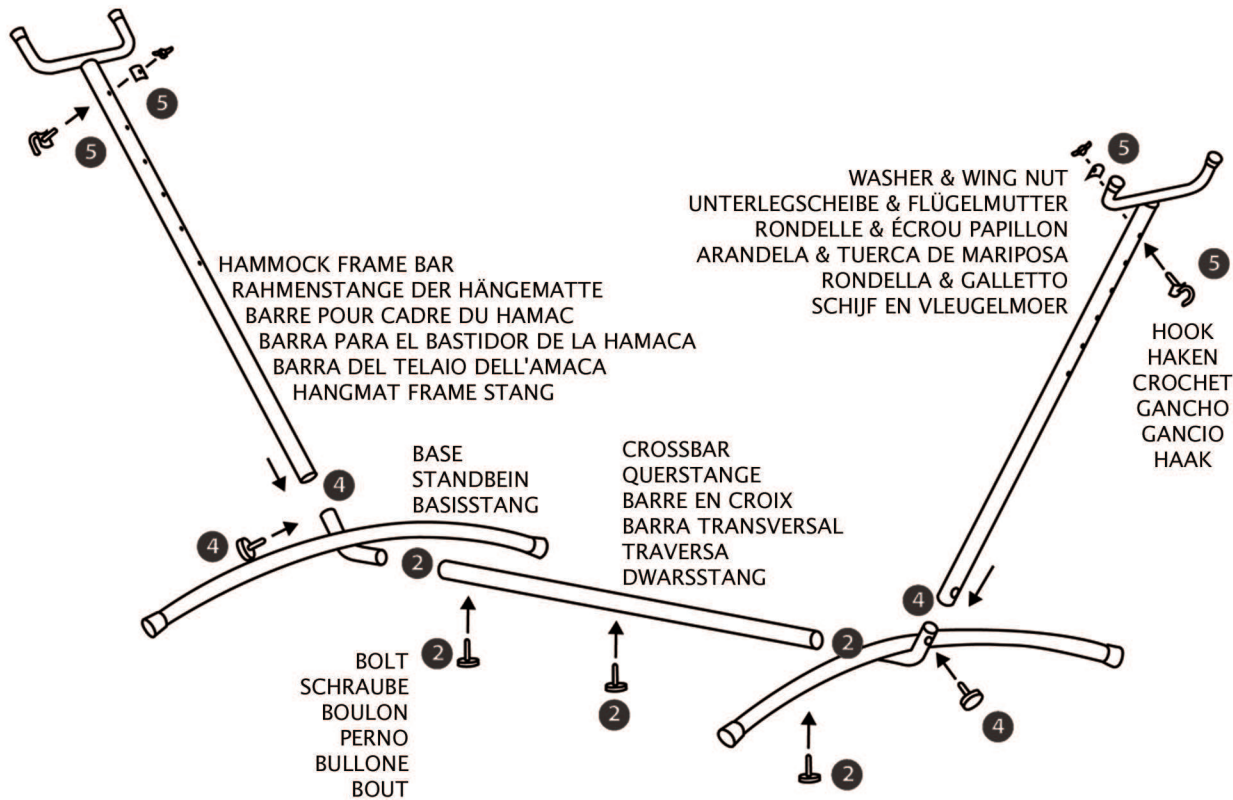 5
5
5
WASHER & WING NUT
UNTERLEGSCHEIBE & FLÜGELMUTTER
RONDELLE & ÉCROU PAPILLON
ARANDELA & TUERCA DE MARIPOSA
RONDELLA & GALLETTO
SCHIJF EN VLEUGELMOER
5
HOOK
HAKEN
CROCHET
GANCHO
GANCIO
HAAK
HAMMOCK FRAME BAR
RAHMENSTANGE DER HÄNGEMATTE
BARRE POUR CADRE DU HAMAC
BARRA PARA EL BASTIDOR DE LA HAMACA
BARRA DEL TELAIO DELL'AMACA
HANGMAT FRAME STANG
4
4
BASE
STANDBEIN
BASISSTANG
CROSSBAR
QUERSTANGE
BARRE EN CROIX
BARRA TRANSVERSAL
TRAVERSA
DWARSSTANG
2
4
2
2
BOLT
SCHRAUBE
BOULON
PERNO
BULLONE
BOUT
2
4
2